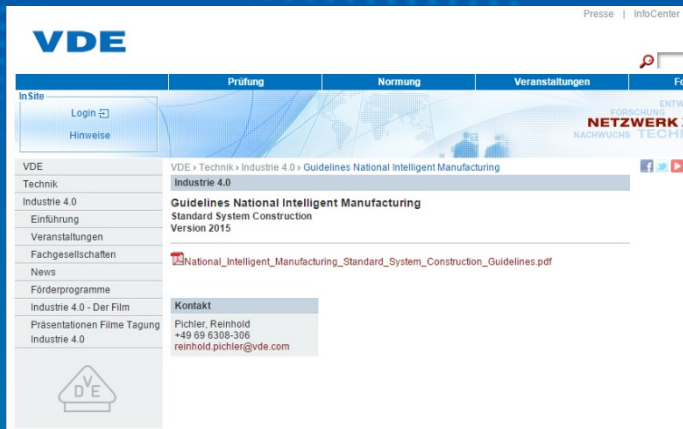 Presse | InfoCenter
VDE
Prüfung Normung Veranstaltungen
InSite
Login
Hinweise
FORSCHUNG
NETZWERK
NACHWUCHS
VDE
Technik
Industrie 4.0
Einführung
Veranstaltungen
Fachgesellschaften
News
Förderprogramme
Industrie 4.0 - Der Film
Präsentationen Filme Tagung
Industrie 4.0
VDE › Technik › Industrie 4.0 › Guidelines National Intelligent Manufacturing
Industrie 4.0
Guidelines National Intelligent Manufacturing
Standard System Construction
Version 2015
National_Intelligent_Manufacturing_Standard_System_Construction_Guidelines.pdf
Kontakt
Pichler, Reinhold
+49 69 6308-306
reinhold.pichler@vde.com
DVE